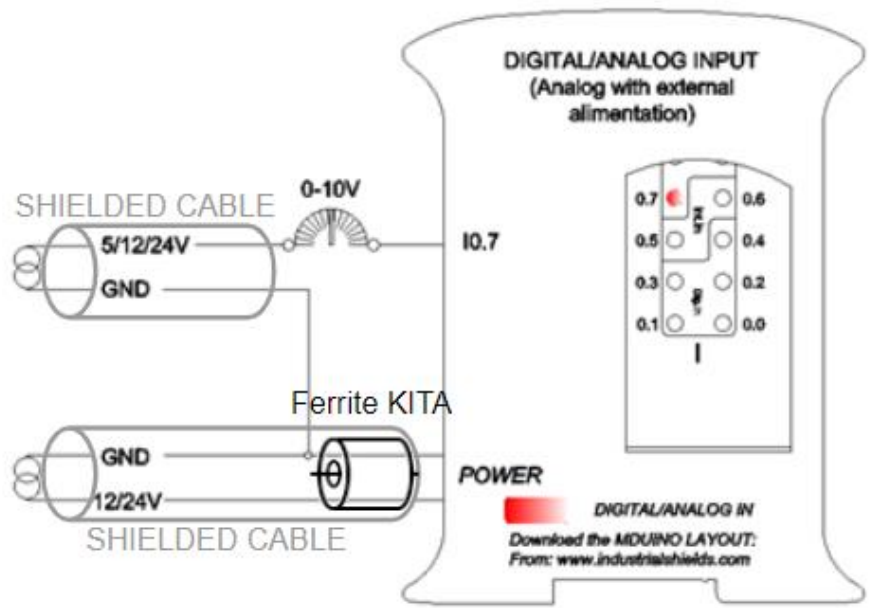 DIGITAL/ANALOG INPUT
(Analog with external
alimentation)
0-10V
SHIELDED CABLE
5/12/24V
GND
I0.7
0.7
0.6
0.5
0.4
0.3
0.2
0.1
0.0
I
Ferrite KITA
GND
12/24V
SHIELDED CABLE
POWER
DIGITAL/ANALOG IN
Download the MDUINO LAYOUT:
From: www.industrialshields.com